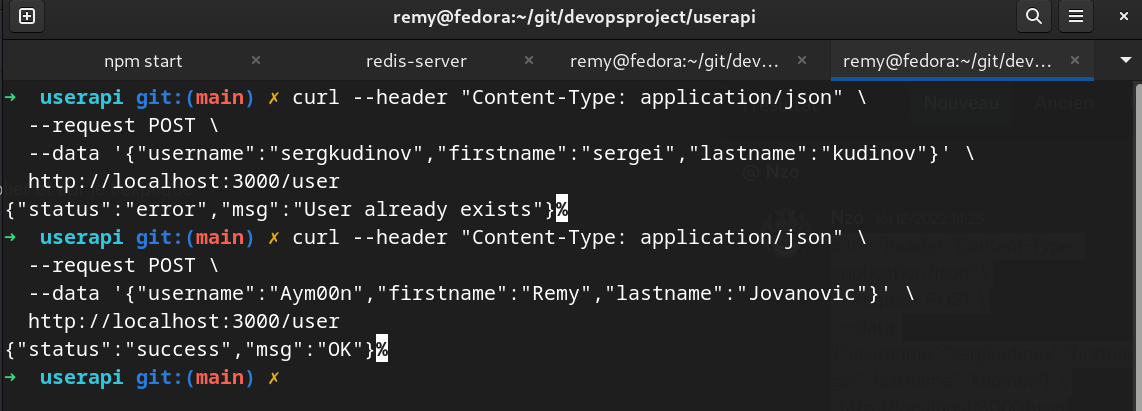 remy@fedora:~/git/devopsproject/userapi
npm start × redis-server × remy@fedora:~/git/dev... × remy@fedora:~/git/dev... ×
➜ userapi git:(main) ✗ curl --header "Content-Type: application/json" \
--request POST \
--data '{"username":"sergkudinov","firstname":"sergei","lastname":"kudinov"}' \
http://localhost:3000/user
{"status":"error","msg":"User already exists"}%
➜ userapi git:(main) ✗ curl --header "Content-Type: application/json" \
--request POST \
--data '{"username":"Aym00n","firstname":"Remy","lastname":"Jovanovic"}' \
http://localhost:3000/user
{"status":"success","msg":"OK"}%
➜ userapi git:(main) ✗
Nouveau Ancien
@ Nzo